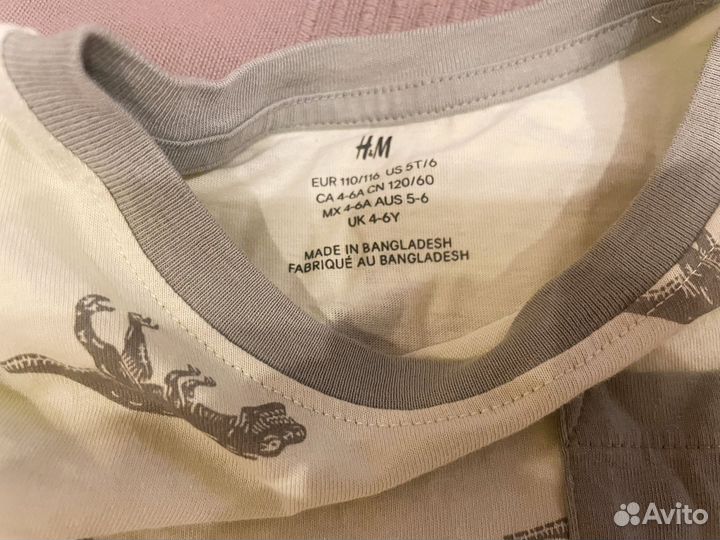 H&M
EUR 110/116 US 5T/6
CA 4-6A CN 120/60
MX 4-6A AUS 5-6
UK 4-6Y
MADE IN BANGLADESH
FABRIQUÉ AU BANGLADESH
Avito